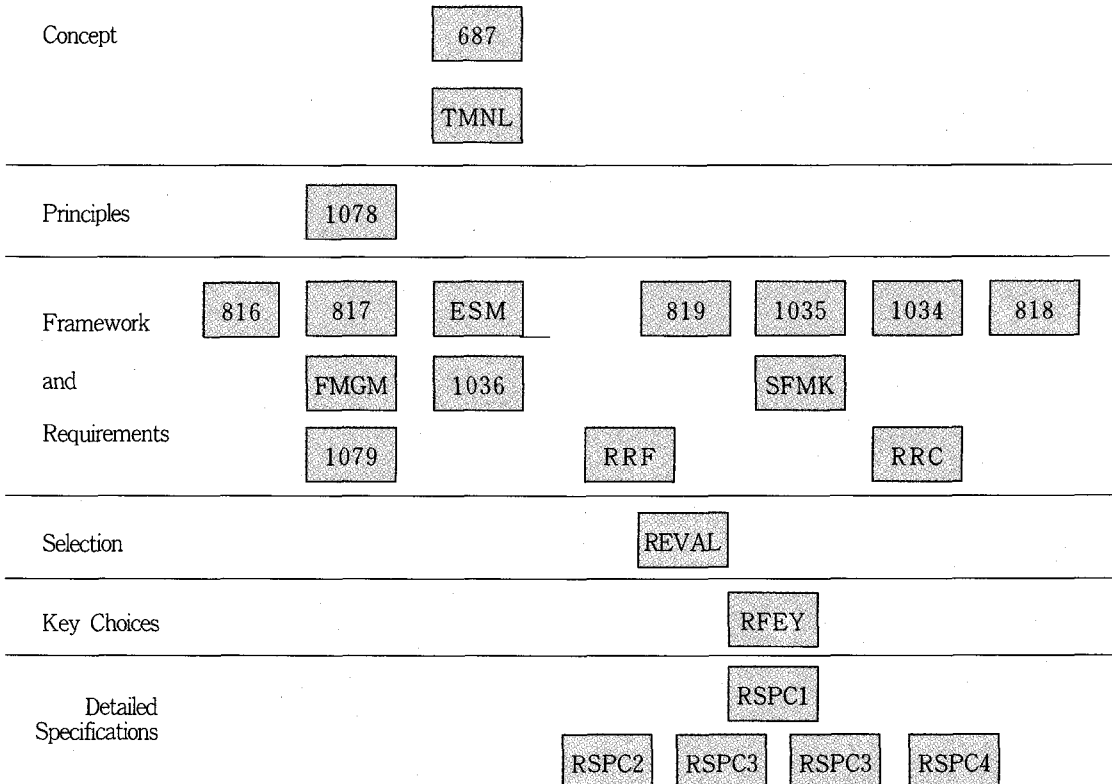 Concept 687
TMNL
Principles 1078
Framework 816 817 ESM 819 1035 1034 818
and FMGM 1036 SFMK
Requirements 1079 RRF RRC
Selection REVAL
Key Choices RFEY
Detailed RSPC1
Specifications RSPC2 RSPC3 RSPC3 RSPC4